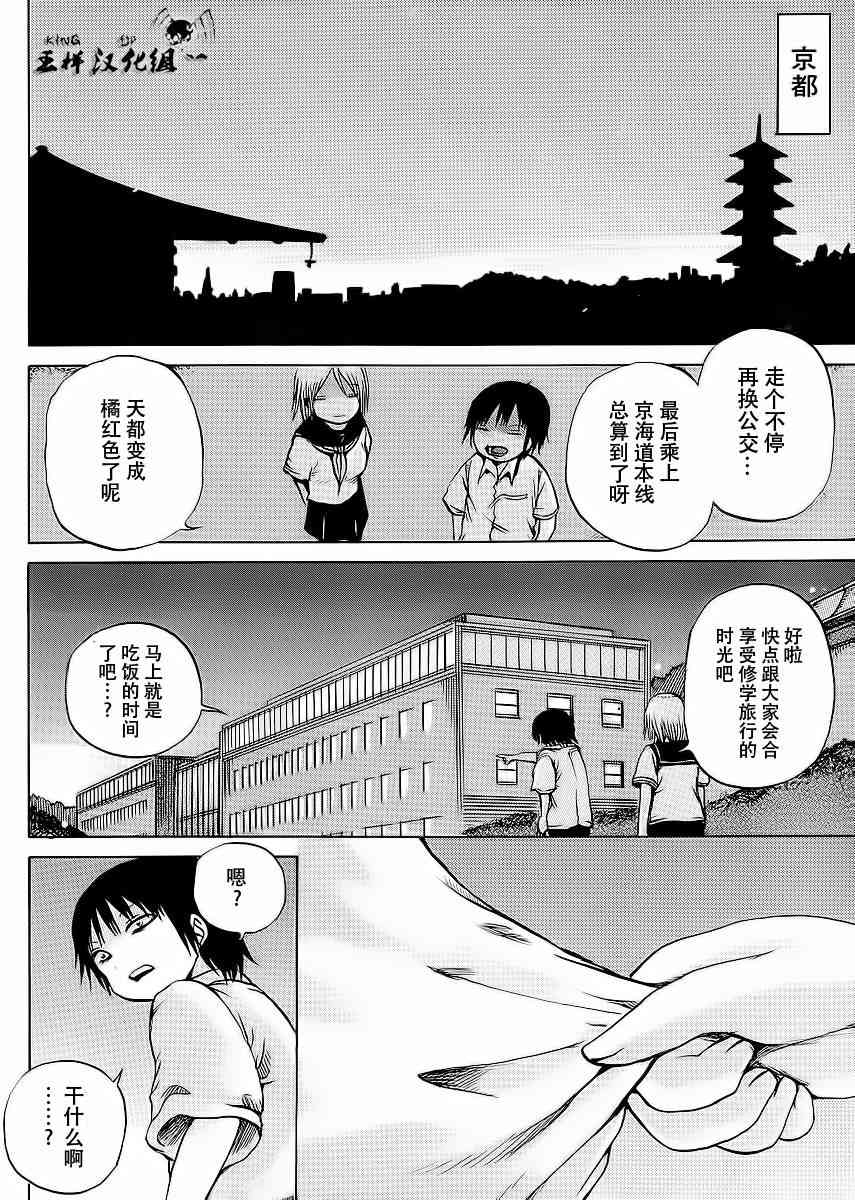 KING
王样汉化组
京都
走个不停
再换公交…
最后乘上
京海道本线
总算到了呀
天都变成
橘红色了呢
好啦
快点跟大家会合
享受修学旅行的
时光吧
马上就是
吃饭的时间
了吧…?
嗯?
干什么啊
……?